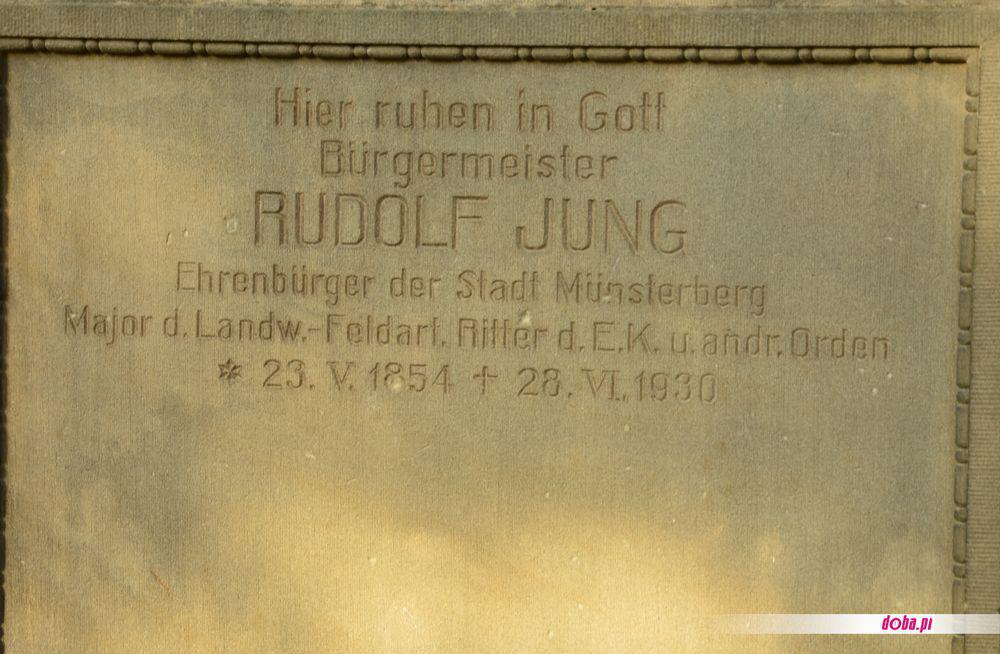 Hier ruhen in Gott
Bürgermeister
RUDOLF JUNG
Ehrenbürger der Stadt Münsterberg
Major d. Landw.-Feldart. Ritter d. E.K. u. andr. Orden
* 23. V. 1854 † 28. VI. 1930
doba.pl